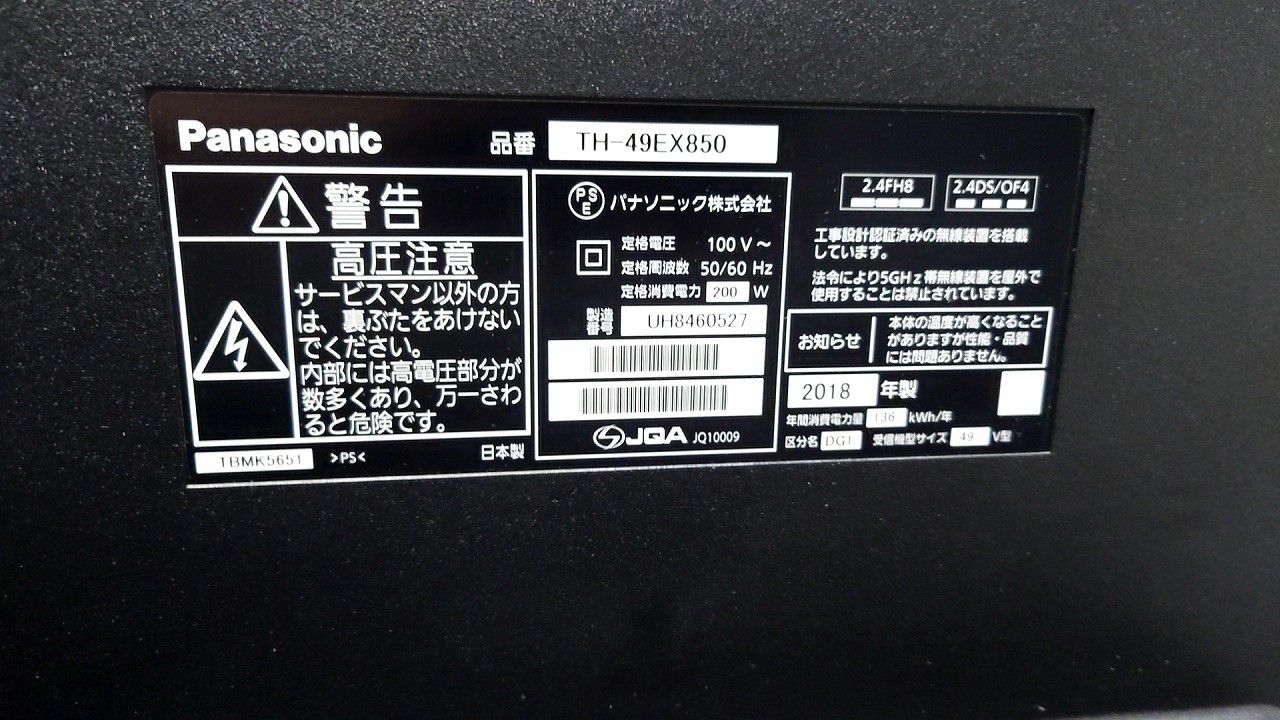 Panasonic 品番 TH-49EX850
警告
高圧注意
サービスマン以外の方
は、裏ぶたをあけない
でください。
内部には高電圧部分が
数多くあり、万一さわ
ると危険です。
TBMK5651 >PS< 日本製
PSE パナソニック株式会社
定格電圧 100 V ~
定格周波数 50/60 Hz
定格消費電力 200 W
製造番号 UH8460527
JQA JQ10009
2.4FH8 2.4DS/OF4
工事設計認証済みの無線装置を搭載
しています。
法令により5GHz帯無線装置を屋外で
使用することは禁止されています。
お知らせ
本体の温度が高くなること
がありますが性能・品質
には問題ありません。
2018 年製
年間消費電力量 136 kWh/年
区分名 DG1 受信機型サイズ 49 V型